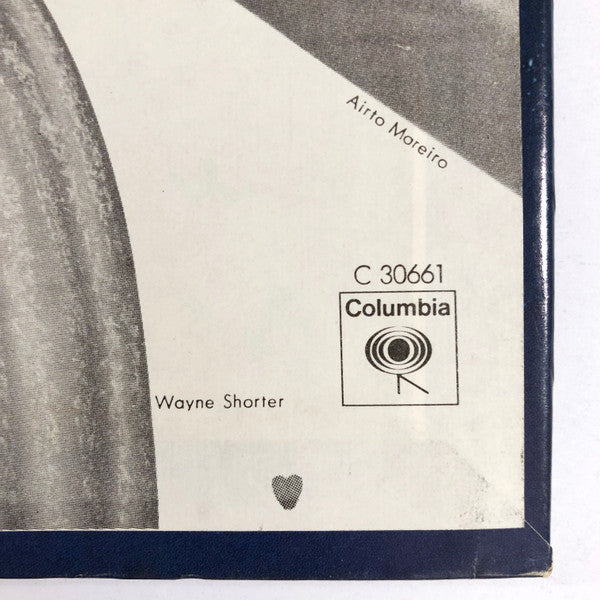 Airto Moreiro
C 30661
Columbia
Wayne Shorter